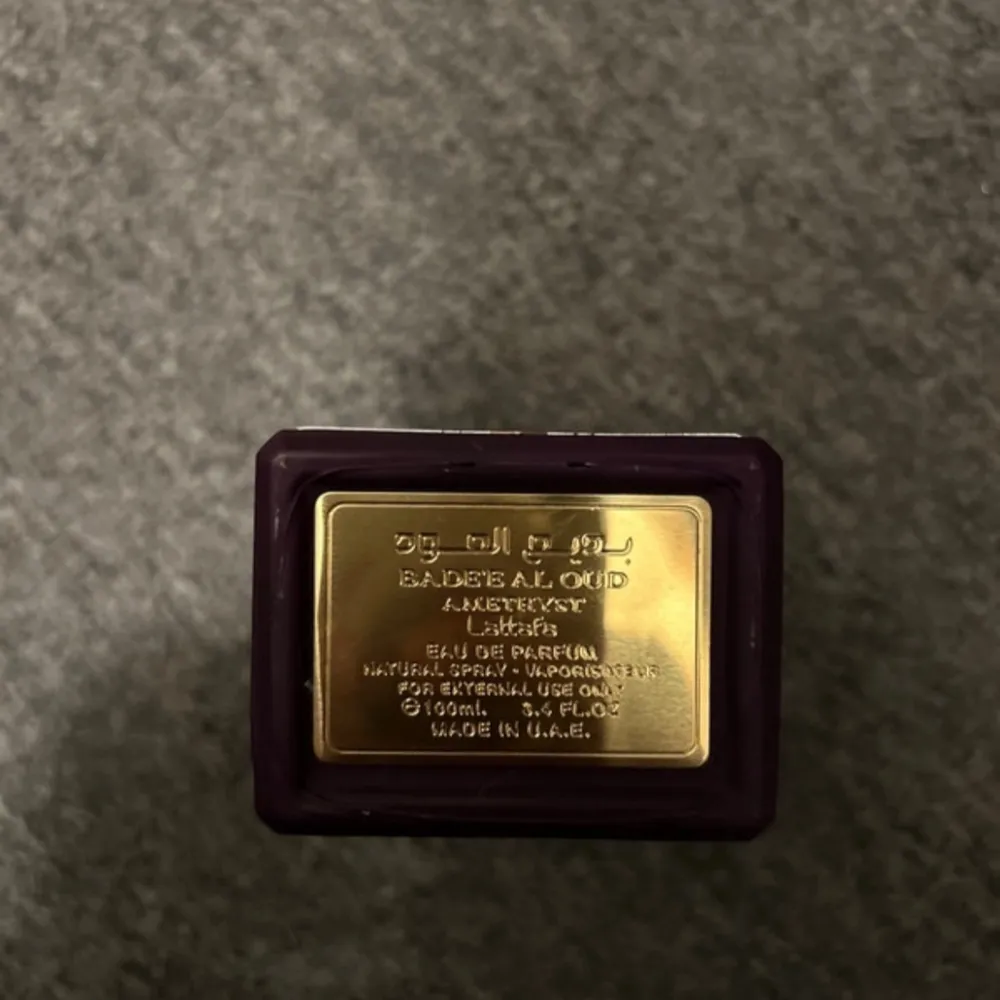 بديع العود
BADE'E AL OUD
AMETHYST
Lattafa
EAU DE PARFUM
NATURAL SPRAY - VAPORISATEUR
FOR EXTERNAL USE ONLY
℮100ml. 3.4 FL.OZ
MADE IN U.A.E.